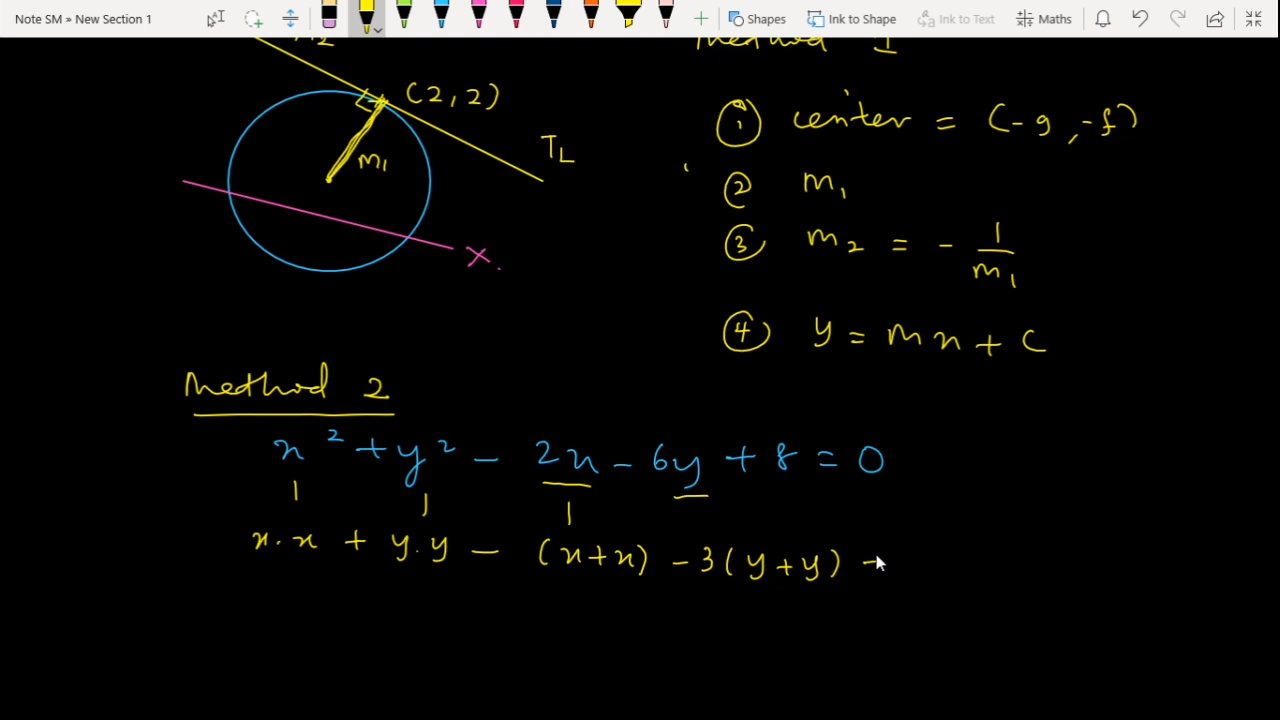 Note SM » New Section 1
Shapes
Ink to Shape
Ink to Text
Maths
(2,2)
TL
m₁
x.
① center = (-g, -f)
② m₁
③ m₂ = - 1/m₁
④ y = mx + c
Method 2
x² + y² - 2x - 6y + 8 = 0
x.x + y.y - (x+x) - 3(y+y) -